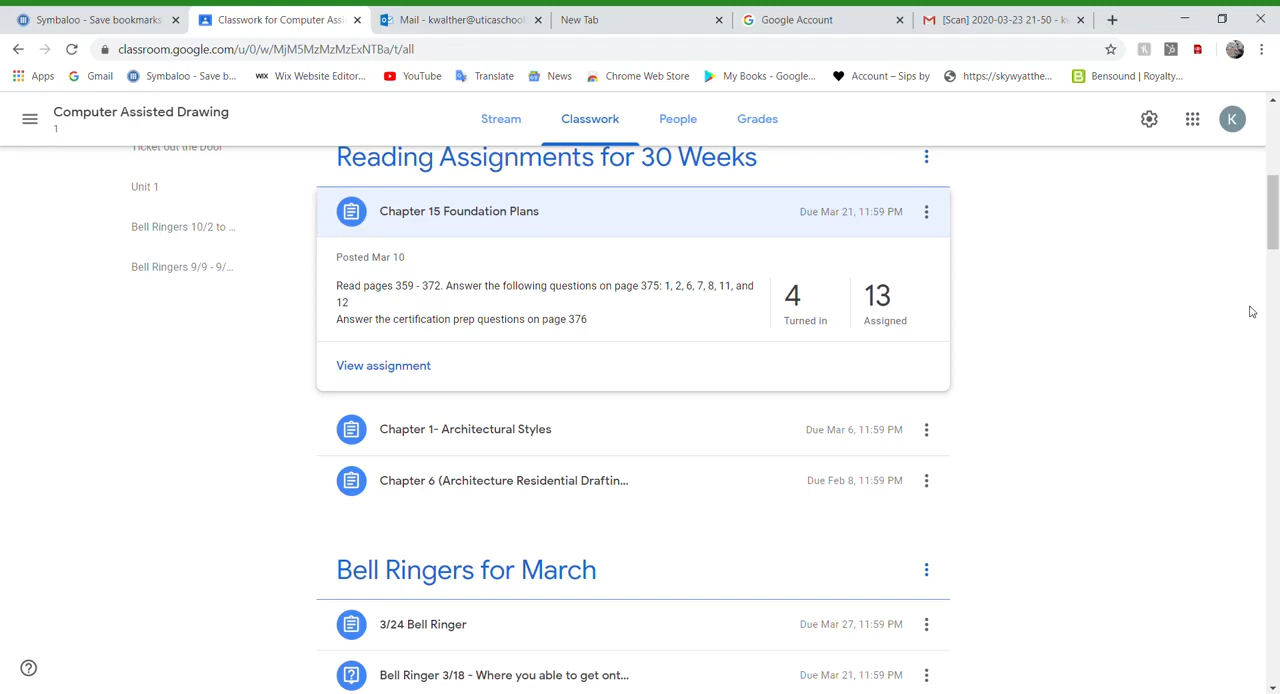 Symbaloo - Save bookmarks
Classwork for Computer Assi
Mail - kwalther@uticaschool
New Tab
Google Account
[Scan] 2020-03-23 21-50 - k
classroom.google.com/u/0/w/MjM5MzMzMzExNTBa/t/all
Apps
Gmail
Symbaloo - Save b...
WIX Wix Website Editor...
YouTube
Translate
News
Chrome Web Store
My Books - Google...
Account – Sips by
https://skywyatthe...
B Bensound | Royalty...
Computer Assisted Drawing
1
Stream
Classwork
People
Grades
K
Ticket out the Door
Unit 1
Bell Ringers 10/2 to ...
Bell Ringers 9/9 - 9/...
Reading Assignments for 30 Weeks
Chapter 15 Foundation Plans
Due Mar 21, 11:59 PM
Posted Mar 10
Read pages 359 - 372. Answer the following questions on page 375: 1, 2, 6, 7, 8, 11, and
12
Answer the certification prep questions on page 376
4
Turned in
13
Assigned
View assignment
Chapter 1- Architectural Styles
Due Mar 6, 11:59 PM
Chapter 6 (Architecture Residential Draftin...
Due Feb 8, 11:59 PM
Bell Ringers for March
3/24 Bell Ringer
Due Mar 27, 11:59 PM
Bell Ringer 3/18 - Where you able to get ont...
Due Mar 21, 11:59 PM